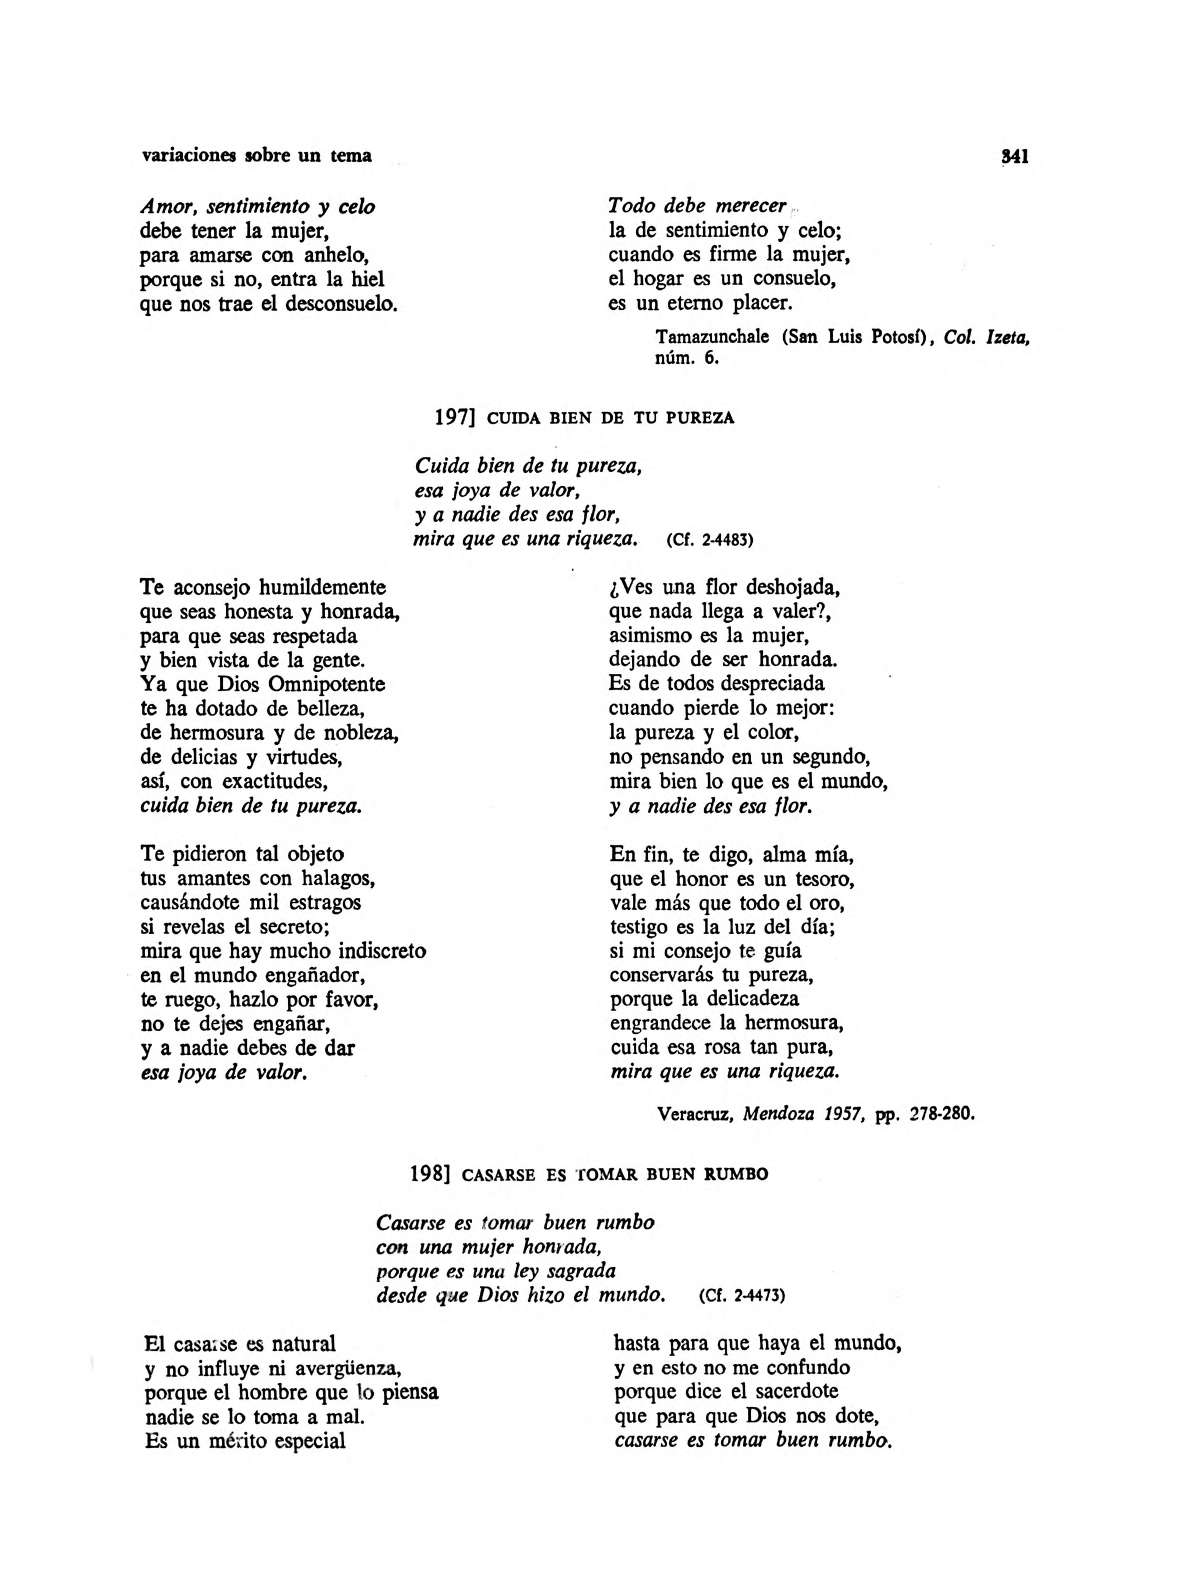 variaciones sobre un tema 341
Amor, sentimiento y celo
debe tener la mujer,
para amarse con anhelo,
porque si no, entra la hiel
que nos trae el desconsuelo.
Todo debe merecer
la de sentimiento y celo;
cuando es firme la mujer,
el hogar es un consuelo,
es un eterno placer.
Tamazunchale (San Luis Potosí), Col. Izeta,
núm. 6.
197] CUIDA BIEN DE TU PUREZA
Cuida bien de tu pureza,
esa joya de valor,
y a nadie des esa flor,
mira que es una riqueza. (Cf. 2-4483)
Te aconsejo humildemente
que seas honesta y honrada,
para que seas respetada
y bien vista de la gente.
Ya que Dios Omnipotente
te ha dotado de belleza,
de hermosura y de nobleza,
de delicias y virtudes,
así, con exactitudes,
cuida bien de tu pureza.
Te pidieron tal objeto
tus amantes con halagos,
causándote mil estragos
si revelas el secreto;
mira que hay mucho indiscreto
en el mundo engañador,
te ruego, hazlo por favor,
no te dejes engañar,
y a nadie debes de dar
esa joya de valor.
¿Ves una flor deshojada,
que nada llega a valer?,
asimismo es la mujer,
dejando de ser honrada.
Es de todos despreciada
cuando pierde lo mejor:
la pureza y el color,
no pensando en un segundo,
mira bien lo que es el mundo,
y a nadie des esa flor.
En fin, te digo, alma mía,
que el honor es un tesoro,
vale más que todo el oro,
testigo es la luz del día;
si mi consejo te guía
conservarás tu pureza,
porque la delicadeza
engrandece la hermosura,
cuida esa rosa tan pura,
mira que es una riqueza.
Veracruz, Mendoza 1957, pp. 278-280.
198] CASARSE ES TOMAR BUEN RUMBO
Casarse es tomar buen rumbo
con una mujer honrada,
porque es una ley sagrada
desde que Dios hizo el mundo. (Cf. 2-4473)
El casarse es natural
y no influye ni avergüenza,
porque el hombre que lo piensa
nadie se lo toma a mal.
Es un mérito especial
hasta para que haya el mundo,
y en esto no me confundo
porque dice el sacerdote
que para que Dios nos dote,
casarse es tomar buen rumbo.